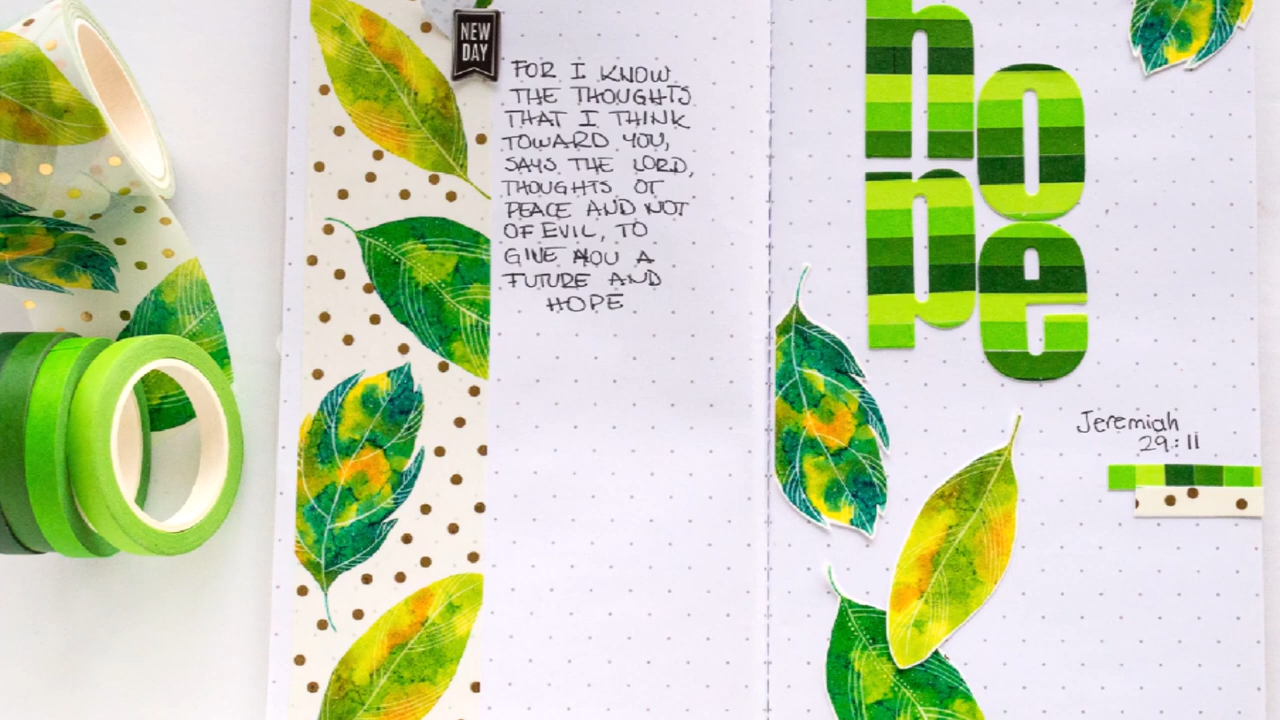 NEW
DAY
FOR I KNOW
THE THOUGHTS
THAT I THINK
TOWARD YOU,
SAYS THE LORD,
THOUGHTS OT
PEACE AND NOT
OF EVIL, TO
GIVE YOU A
FUTURE AND
HOPE
hope
Jeremiah
29:11